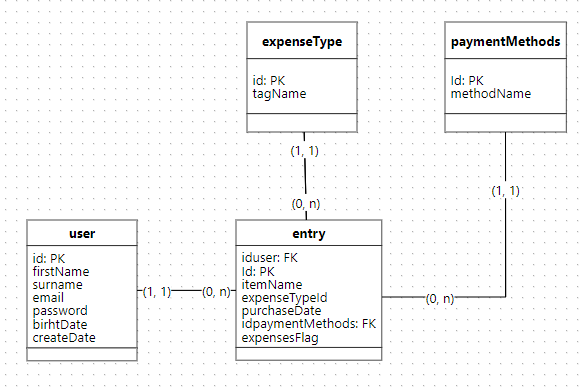 expenseType
id: PK
tagName
paymentMethods
Id: PK
methodName
(1, 1)
(0, n)
(1, 1)
(0, n)
user
id: PK
firstName
surname
email
password
birhtDate
createDate
(1, 1)
(0, n)
entry
iduser: FK
Id: PK
itemName
expenseTypeId
purchaseDate
idpaymentMethods: FK
expensesFlag